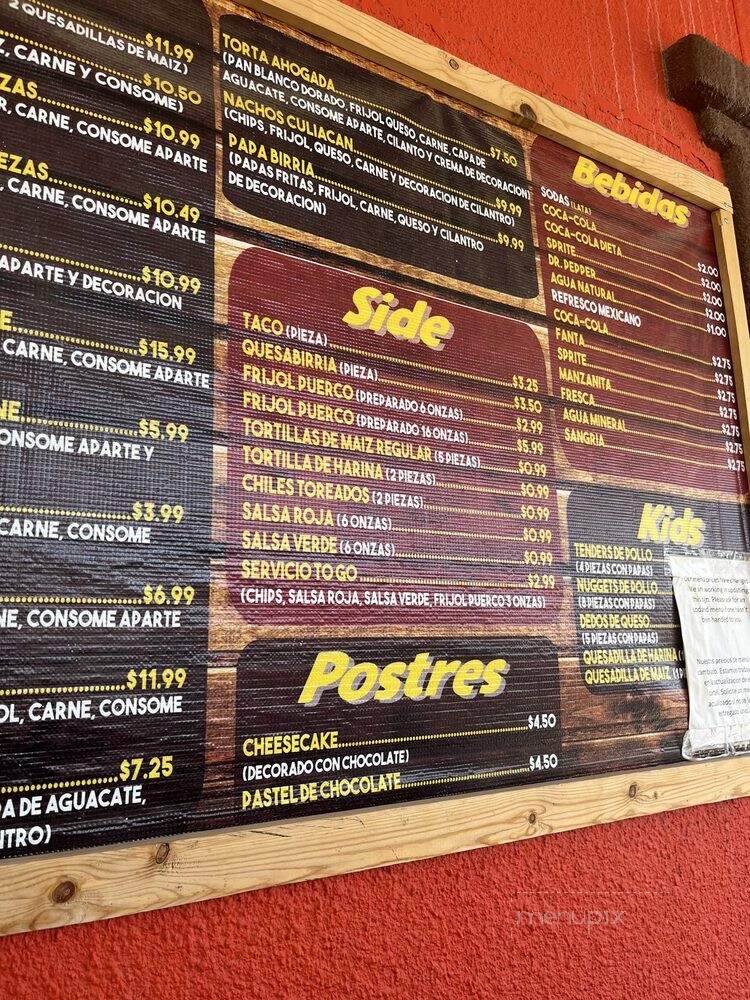 2 QUESADILLAS DE MAIZ)
$11.99
CARNE Y CONSOME)
$10.50
ZAS
CARNE, CONSOME APARTE
$10.99
EZAS
CARNE, CONSOME APARTE
$10.49
APARTE Y DECORACION
$10.99
CARNE, CONSOME APARTE
$15.99
NE
ONSOME APARTE Y
$5.99
CARNE, CONSOME
$3.99
NE, CONSOME APARTE
$6.99
OL, CARNE, CONSOME
$11.99
PA DE AGUACATE,
$7.25
TORTA AHOGADA
(PAN BLANCO DORADO, FRIJOL QUESO, CARNE, CAPA DE
AGUACATE, CONSOME APARTE, CILANTO Y CREMA DE DECORACION)
$7.50
NACHOS CULIACAN
(CHIPS, FRIJOL, QUESO, CARNE Y DECORACION DE CILANTRO)
$9.99
PAPA BIRRIA
(PAPAS FRITAS, FRIJOL, CARNE, QUESO Y CILANTRO
$9.99
DE DECORACION)
Side
TACO (PIEZA) $3.25
QUESABIRRIA (PIEZA) $3.50
FRIJOL PUERCO (PREPARADO 6 ONZAS) $2.99
FRIJOL PUERCO (PREPARADO 16 ONZAS) $5.99
TORTILLAS DE MAIZ REGULAR (5 PIEZAS) $0.99
TORTILLA DE HARINA (2 PIEZAS) $0.99
CHILES TOREADOS (2 PIEZAS) $0.99
SALSA ROJA (6 ONZAS) $0.99
SALSA VERDE (6 ONZAS) $0.99
SERVICIO TO GO $2.99
(CHIPS, SALSA ROJA, SALSA VERDE, FRIJOL PUERCO 3 ONZAS)
Postres
CHEESECAKE $4.50
(DECORADO CON CHOCOLATE)
PASTEL DE CHOCOLATE $4.50
Bebidas
SODAS (LATA)
COCA-COLA $2.00
COCA-COLA DIETA $2.00
SPRITE $2.00
DR. PEPPER $2.00
AGUA NATURAL $1.00
REFRESCO MEXICANO
COCA-COLA $2.75
FANTA $2.75
SPRITE $2.75
MANZANITA $2.75
FRESCA $2.75
AGUA MINERAL $2.75
SANGRIA $2.75
Kids
TENDERS DE POLLO
(4 PIEZAS CON PAPAS)
NUGGETS DE POLLO
(8 PIEZAS CON PAPAS)
DEDOS DE QUESO
(5 PIEZAS CON PAPAS)
QUESADILLA DE HARINA
QUESADILLA DE MAIZ
menupix